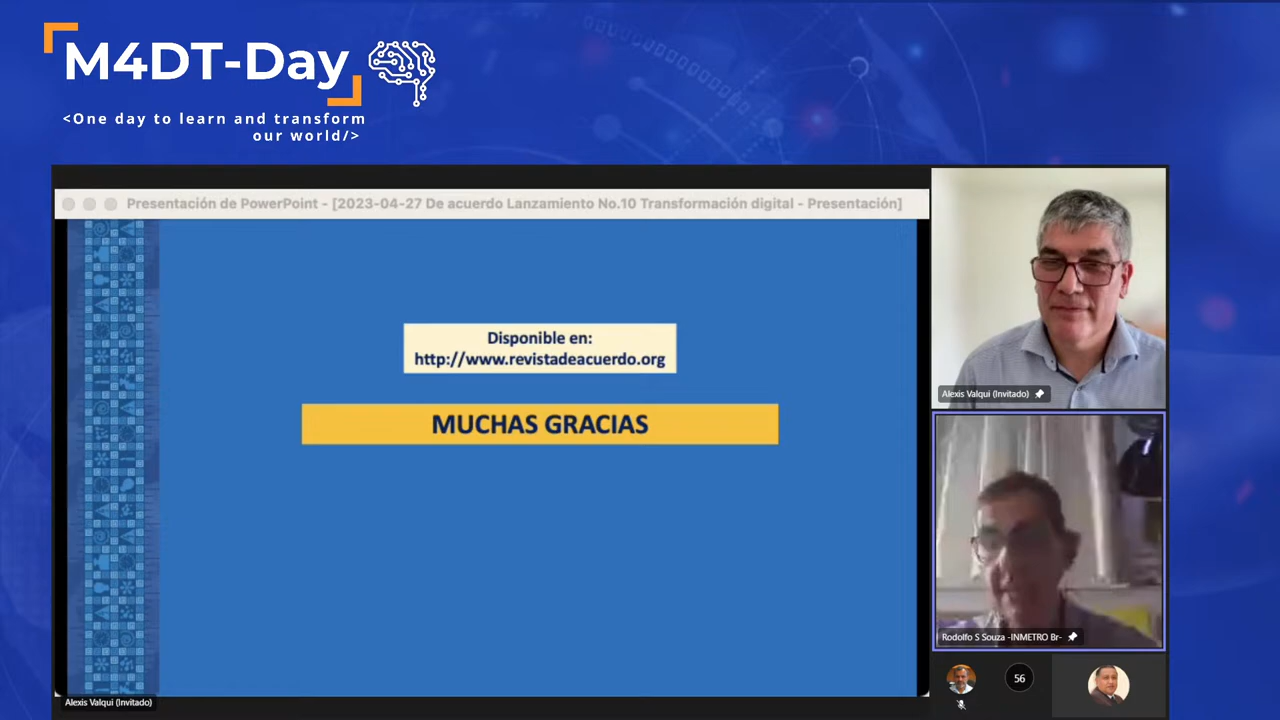 M4DT-Day
<One day to learn and transform
our world/>
Presentación de PowerPoint - [2023-04-27 De acuerdo Lanzamiento No.10 Transformación digital - Presentación]
Disponible en:
http://www.revistadeacuerdo.org
MUCHAS GRACIAS
Alexis Valqui (Invitado)
Alexis Valqui (Invitado)
Rodolfo S Souza -INMETRO Br-
56